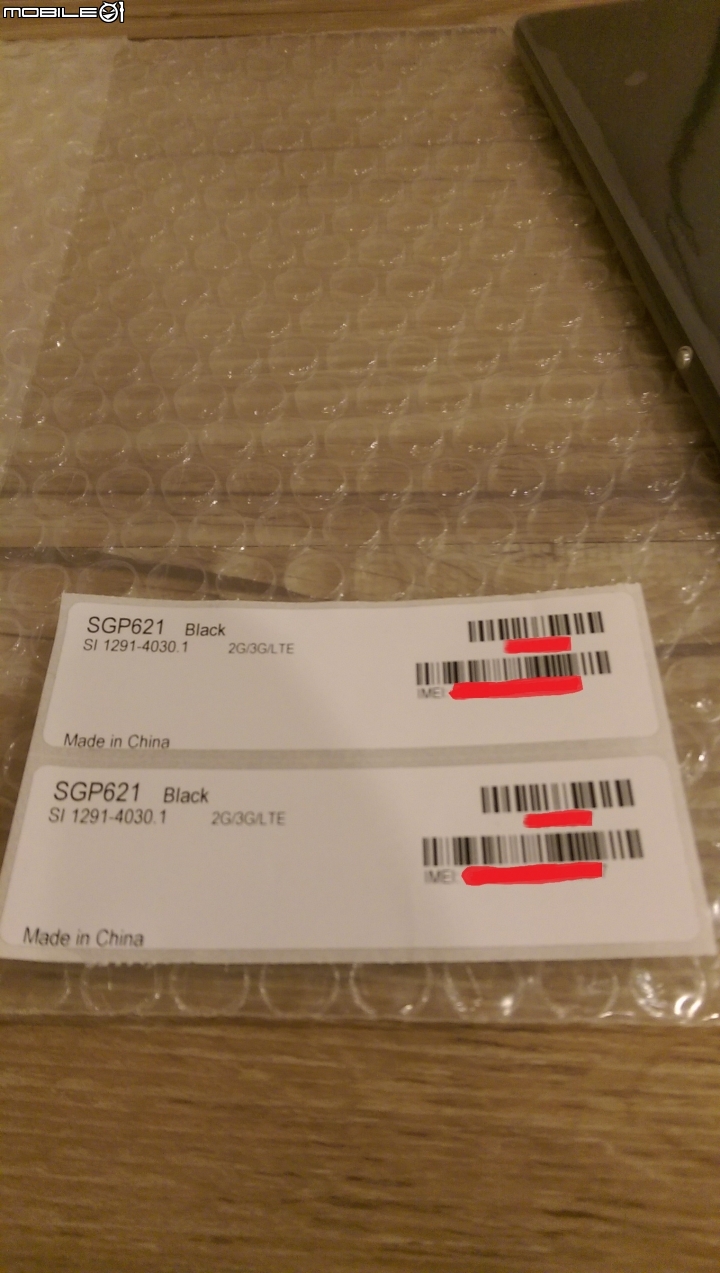 MOBILE01
SGP621 Black
SI 1291-4030.1 2G/3G/LTE
IMEI:
Made in China
SGP621 Black
SI 1291-4030.1 2G/3G/LTE
IMEI:
Made in China